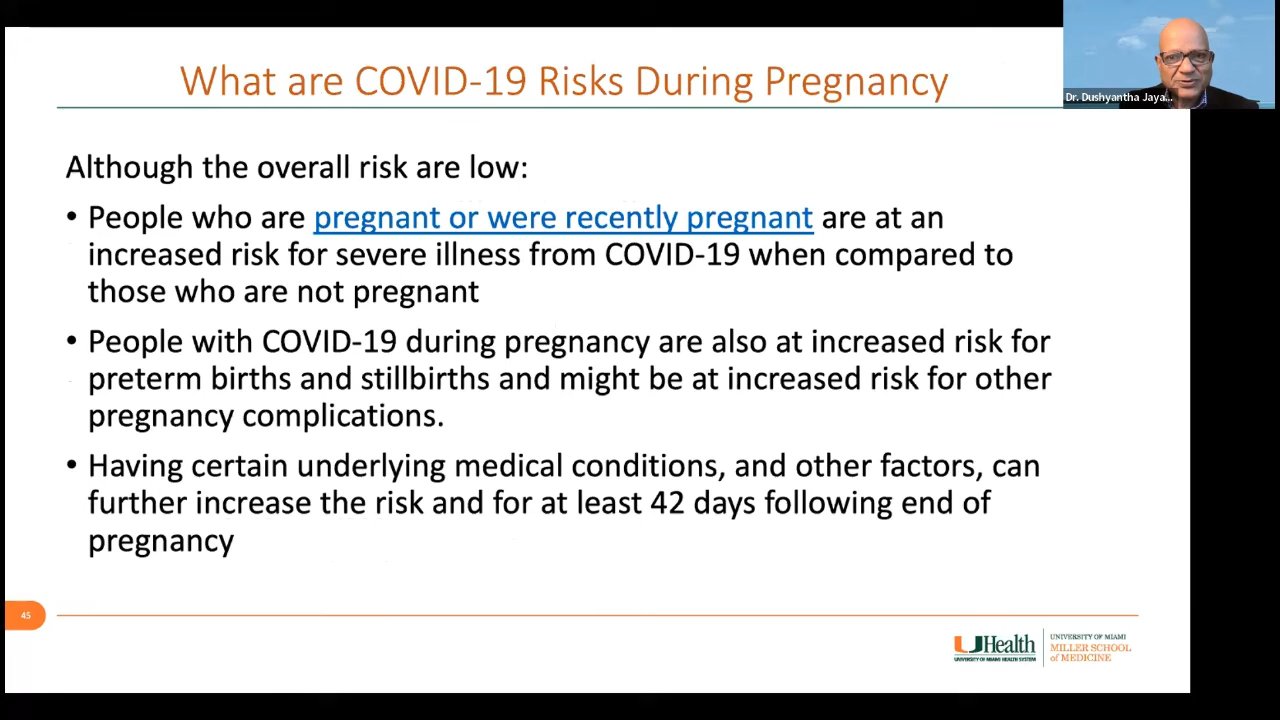 What are COVID-19 Risks During Pregnancy
Dr. Dushyantha Jaya...
Although the overall risk are low:
• People who are pregnant or were recently pregnant are at an
increased risk for severe illness from COVID-19 when compared to
those who are not pregnant
• People with COVID-19 during pregnancy are also at increased risk for
preterm births and stillbirths and might be at increased risk for other
pregnancy complications.
• Having certain underlying medical conditions, and other factors, can
further increase the risk and for at least 42 days following end of
pregnancy
45
UHealth
UNIVERSITY OF MIAMI HEALTH SYSTEM
UNIVERSITY OF MIAMI
MILLER SCHOOL
of MEDICINE